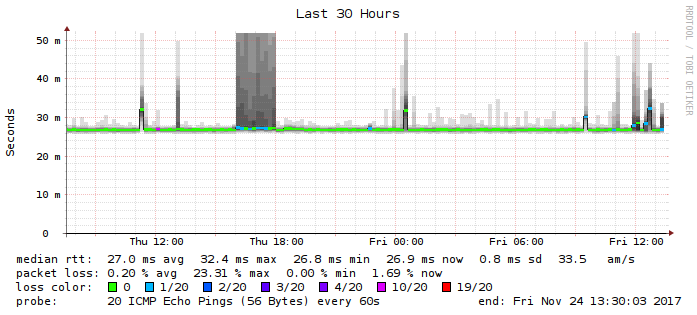 Last 30 Hours
RRDTOOL / TOBI OETIKER
Seconds
50 m
40 m
30 m
20 m
10 m
0
Thu 12:00 Thu 18:00 Fri 00:00 Fri 06:00 Fri 12:00
median rtt: 27.0 ms avg 32.4 ms max 26.8 ms min 26.9 ms now 0.8 ms sd 33.5 am/s
packet loss: 0.20 % avg 23.31 % max 0.00 % min 1.69 % now
loss color: 0 1/20 2/20 3/20 4/20 10/20 19/20
probe: 20 ICMP Echo Pings (56 Bytes) every 60s end: Fri Nov 24 13:30:03 2017